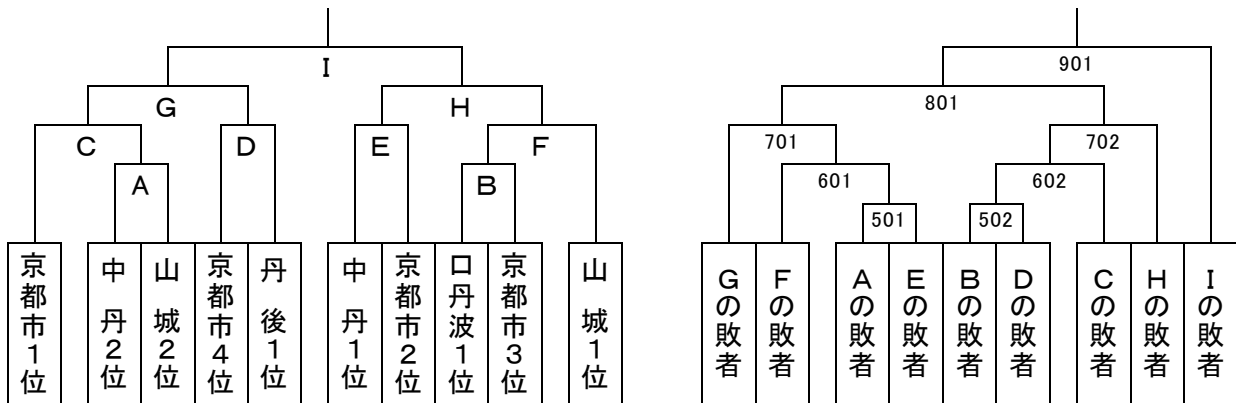 I
901
G
H
801
C
D
E
F
701
702
A
B
601
602
501
502
京都市1位
中丹2位
山城2位
京都市4位
丹後1位
中丹1位
京都市2位
口丹波1位
京都市3位
山城1位
Gの敗者
Fの敗者
Aの敗者
Eの敗者
Bの敗者
Dの敗者
Cの敗者
Hの敗者
Iの敗者